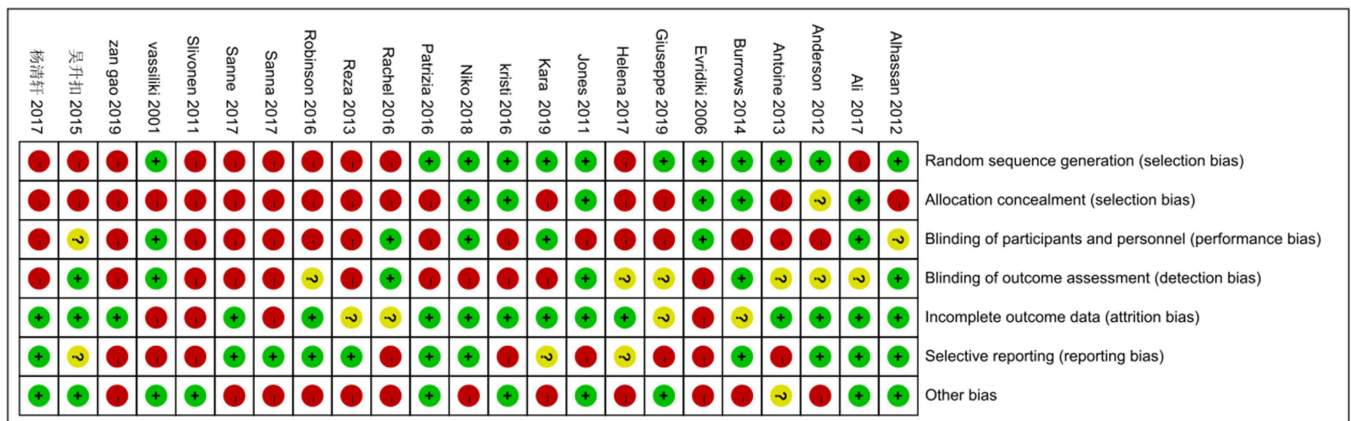 杨清轩 2017
吴升扣 2015
zan gao 2019
vassiliki 2001
Slivonen 2011
Sanne 2017
Sanna 2017
Robinson 2016
Reza 2013
Rachel 2016
Patrizia 2016
Niko 2018
kristi 2016
Kara 2019
Jones 2011
Helena 2017
Giuseppe 2019
Evridiki 2006
Burrows 2014
Antoine 2013
Anderson 2012
Ali 2017
Alhassan 2012
Random sequence generation (selection bias)
Allocation concealment (selection bias)
Blinding of participants and personnel (performance bias)
Blinding of outcome assessment (detection bias)
Incomplete outcome data (attrition bias)
Selective reporting (reporting bias)
Other bias